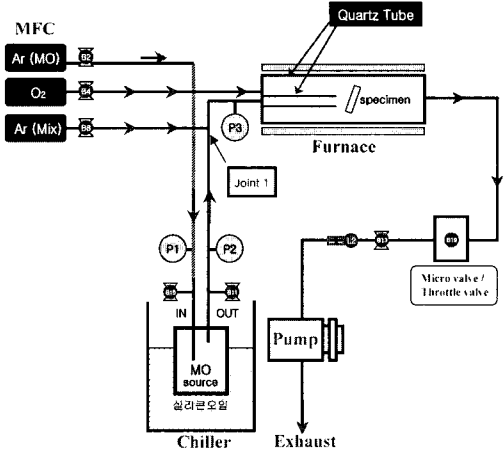 MFC
Quartz Tube
Ar (MO)
O2
Ar (Mix)
specimen
P3
Furnace
Joint 1
P1
P2
IN
OUT
MO
source
실리콘오일
Chiller
Micro valve /
Throttle valve
Pump
Exhaust